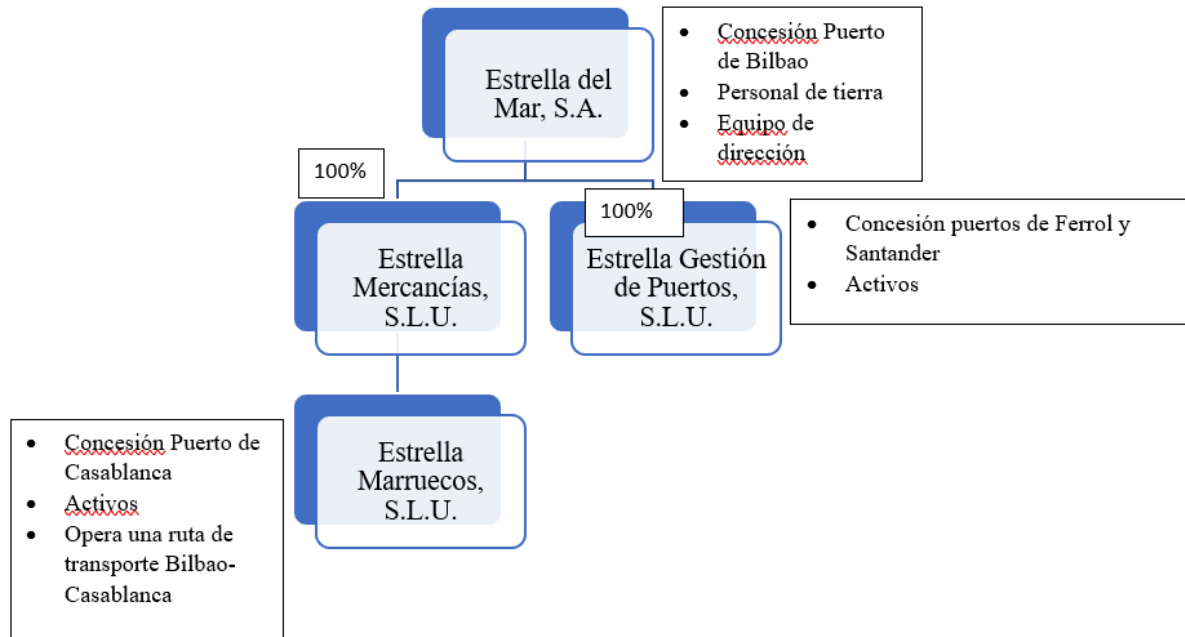 Estrella del
Mar, S.A.
• Concesión Puerto
de Bilbao
• Personal de tierra
• Equipo de
dirección
100%
100%
Estrella
Mercancías,
S.L.U.
Estrella Gestión
de Puertos,
S.L.U.
• Concesión puertos de Ferrol y
Santander
• Activos
• Concesión Puerto de
Casablanca
• Activos
• Opera una ruta de
transporte Bilbao-
Casablanca
Estrella
Marruecos,
S.L.U.